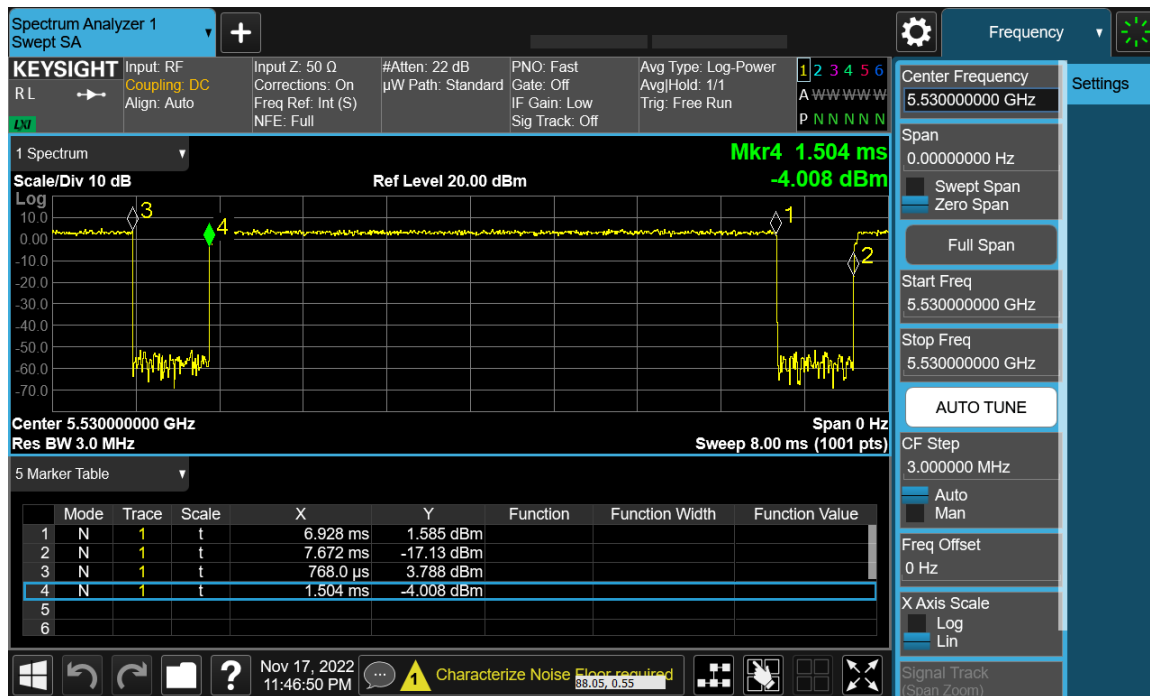 Spectrum Analyzer 1
Swept SA
+
Frequency
KEYSIGHT
R L
LXI
Input: RF
Coupling: DC
Align: Auto
Input Z: 50 Ω
Corrections: On
Freq Ref: Int (S)
NFE: Full
#Atten: 22 dB
µW Path: Standard
PNO: Fast
Gate: Off
IF Gain: Low
Sig Track: Off
Avg Type: Log-Power
Avg|Hold: 1/1
Trig: Free Run
1 2 3 4 5 6
A W W W W W
P N N N N N
1 Spectrum
Mkr4 1.504 ms
Scale/Div 10 dB
Ref Level 20.00 dBm
-4.008 dBm
Log
10.0
0.00
-10.0
-20.0
-30.0
-40.0
-50.0
-60.0
-70.0
3
4
1
2
Center 5.530000000 GHz
Span 0 Hz
Res BW 3.0 MHz
Sweep 8.00 ms (1001 pts)
5 Marker Table
Mode Trace Scale X Y Function Function Width Function Value
1 N 1 t 6.928 ms 1.585 dBm
2 N 1 t 7.672 ms -17.13 dBm
3 N 1 t 768.0 µs 3.788 dBm
4 N 1 t 1.504 ms -4.008 dBm
5
6
Nov 17, 2022
11:46:50 PM
?
1
Characterize Noise Floor required
88.05, 0.55
Center Frequency
5.530000000 GHz
Settings
Span
0.00000000 Hz
Swept Span
Zero Span
Full Span
Start Freq
5.530000000 GHz
Stop Freq
5.530000000 GHz
AUTO TUNE
CF Step
3.000000 MHz
Auto
Man
Freq Offset
0 Hz
X Axis Scale
Log
Lin
Signal Track
(Span Zoom)